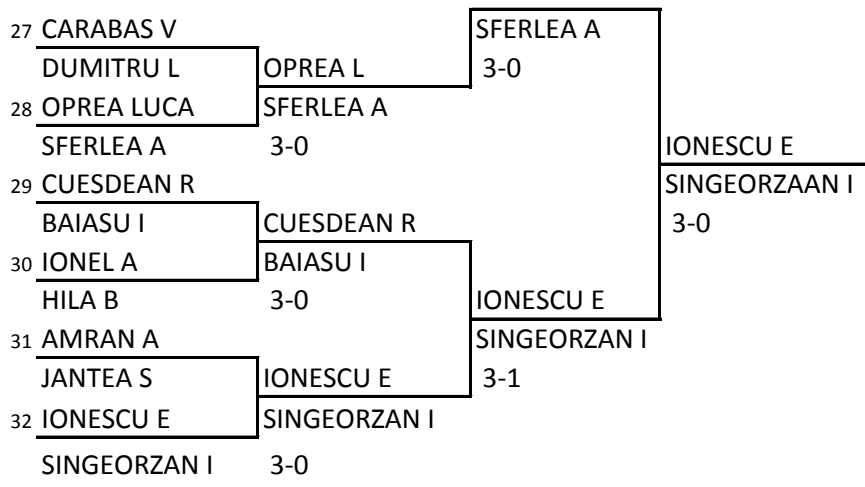 27 CARABAS V SFERLEA A
DUMITRU L OPREA L 3-0
28 OPREA LUCA SFERLEA A
SFERLEA A 3-0 IONESCU E
29 CUESDEAN R SINGEORZAAN I
BAIASU I CUESDEAN R 3-0
30 IONEL A BAIASU I
HILA B 3-0 IONESCU E
31 AMRAN A SINGEORZAN I
JANTEA S IONESCU E 3-1
32 IONESCU E SINGEORZAN I
SINGEORZAN I 3-0